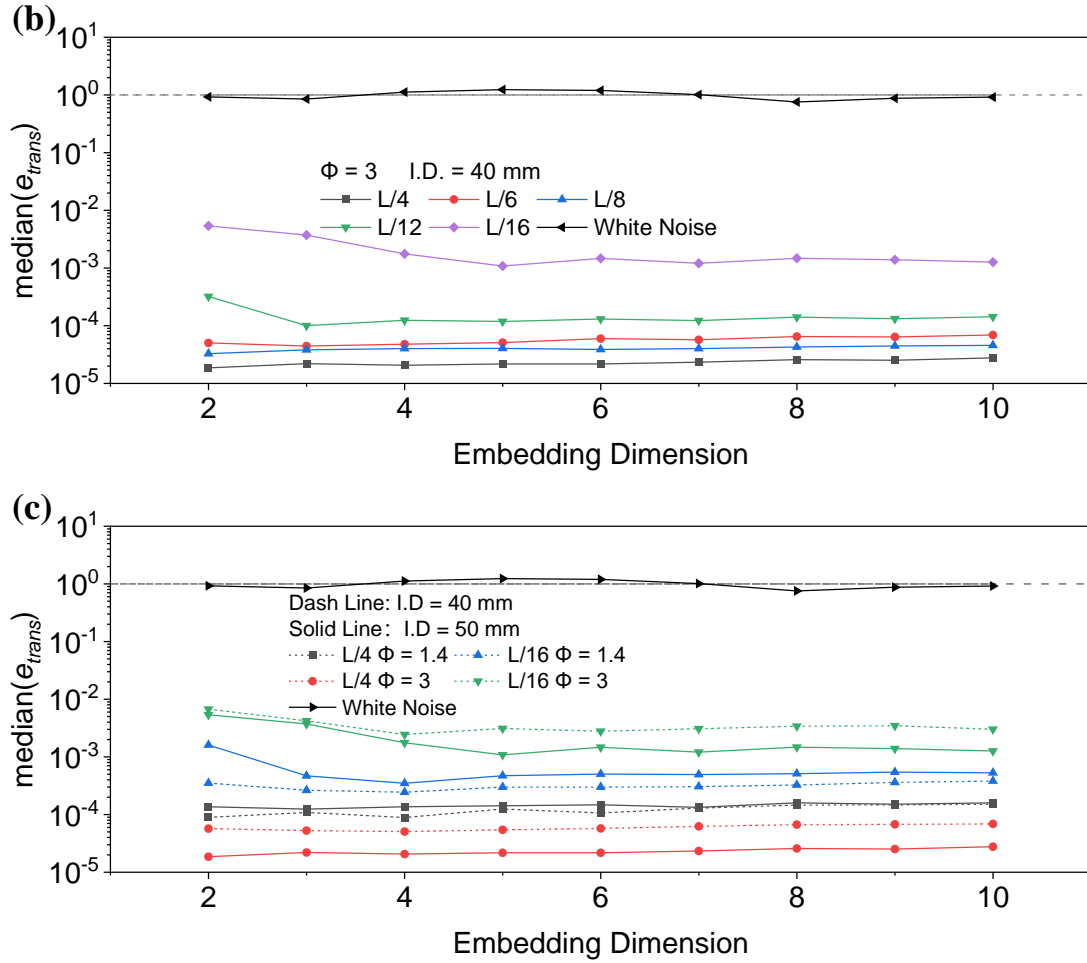 (b)
10^1
10^0
10^-1
10^-2
10^-3
10^-4
10^-5
median(e_trans)
Φ = 3 I.D. = 40 mm
L/4 L/6 L/8
L/12 L/16 White Noise
2 4 6 8 10
Embedding Dimension
(c)
10^1
10^0
10^-1
10^-2
10^-3
10^-4
10^-5
median(e_trans)
Dash Line: I.D = 40 mm
Solid Line： I.D = 50 mm
L/4 Φ = 1.4 L/16 Φ = 1.4
L/4 Φ = 3 L/16 Φ = 3
White Noise
2 4 6 8 10
Embedding Dimension